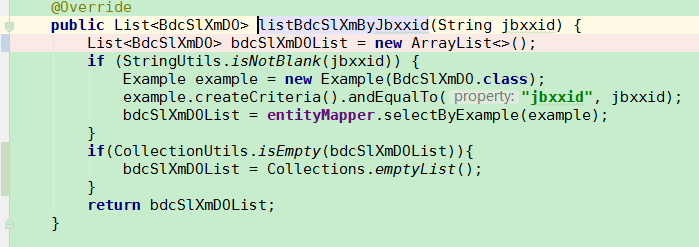 @Override
public List<BdcSlXmDO> listBdcSlXmByJbxxid(String jbxxid) {
List<BdcSlXmDO> bdcSlXmDOList = new ArrayList<>();
if (StringUtils.isNotBlank(jbxxid)) {
Example example = new Example(BdcSlXmDO.class);
example.createCriteria().andEqualTo( property: "jbxxid", jbxxid);
bdcSlXmDOList = entityMapper.selectByExample(example);
}
if(CollectionUtils.isEmpty(bdcSlXmDOList)){
bdcSlXmDOList = Collections.emptyList();
}
return bdcSlXmDOList;
}